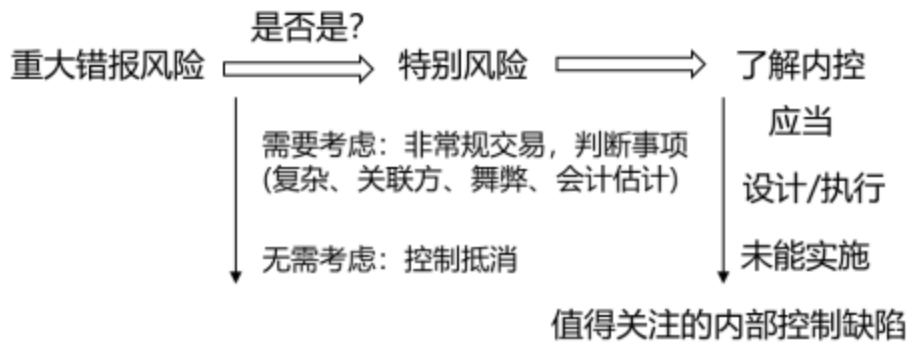 是否是?
重大错报风险
特别风险
了解内控
需要考虑：非常规交易，判断事项
(复杂、关联方、舞弊、会计估计)
无需考虑：控制抵消
应当
设计/执行
未能实施
值得关注的内部控制缺陷